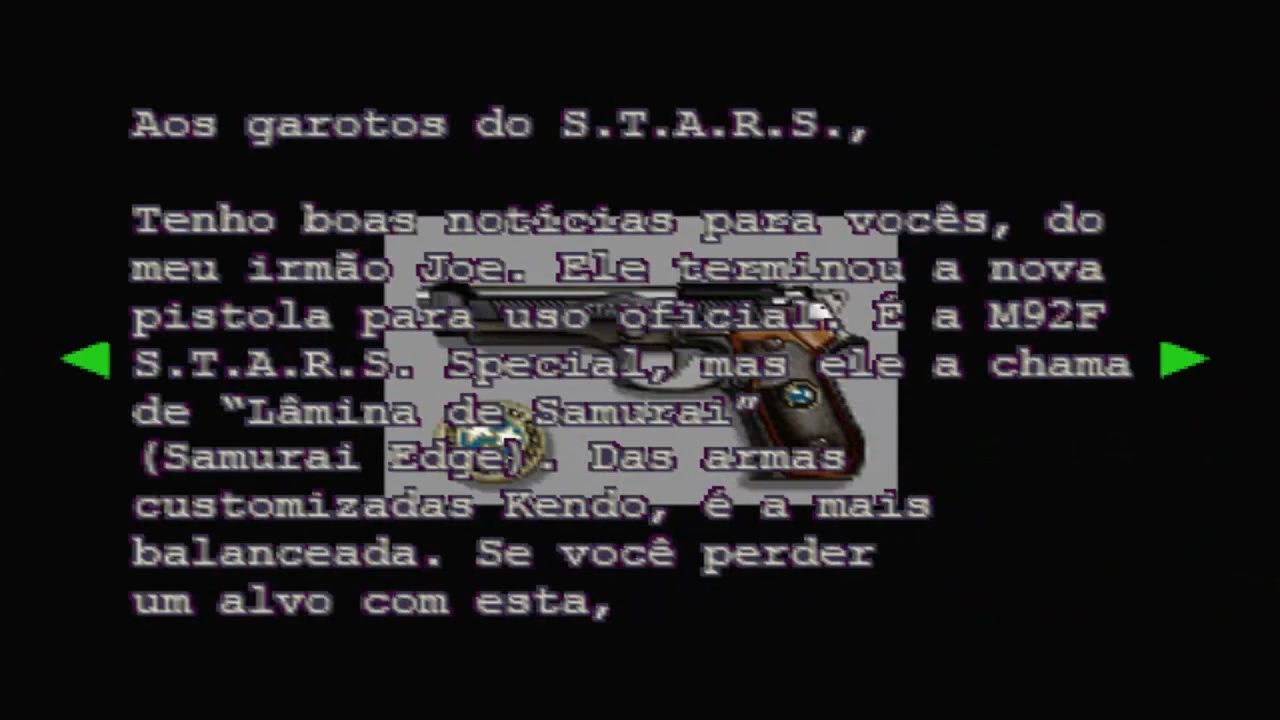 Aos garotos do S.T.A.R.S.,
Tenho boas notícias para vocês, do
meu irmão Joe. Ele terminou a nova
pistola para uso oficial. É a M92F
S.T.A.R.S. Special, mas ele a chama
de “Lâmina de Samurai”
(Samurai Edge). Das armas
customizadas Kendo, é a mais
balanceada. Se você perder
um alvo com esta,